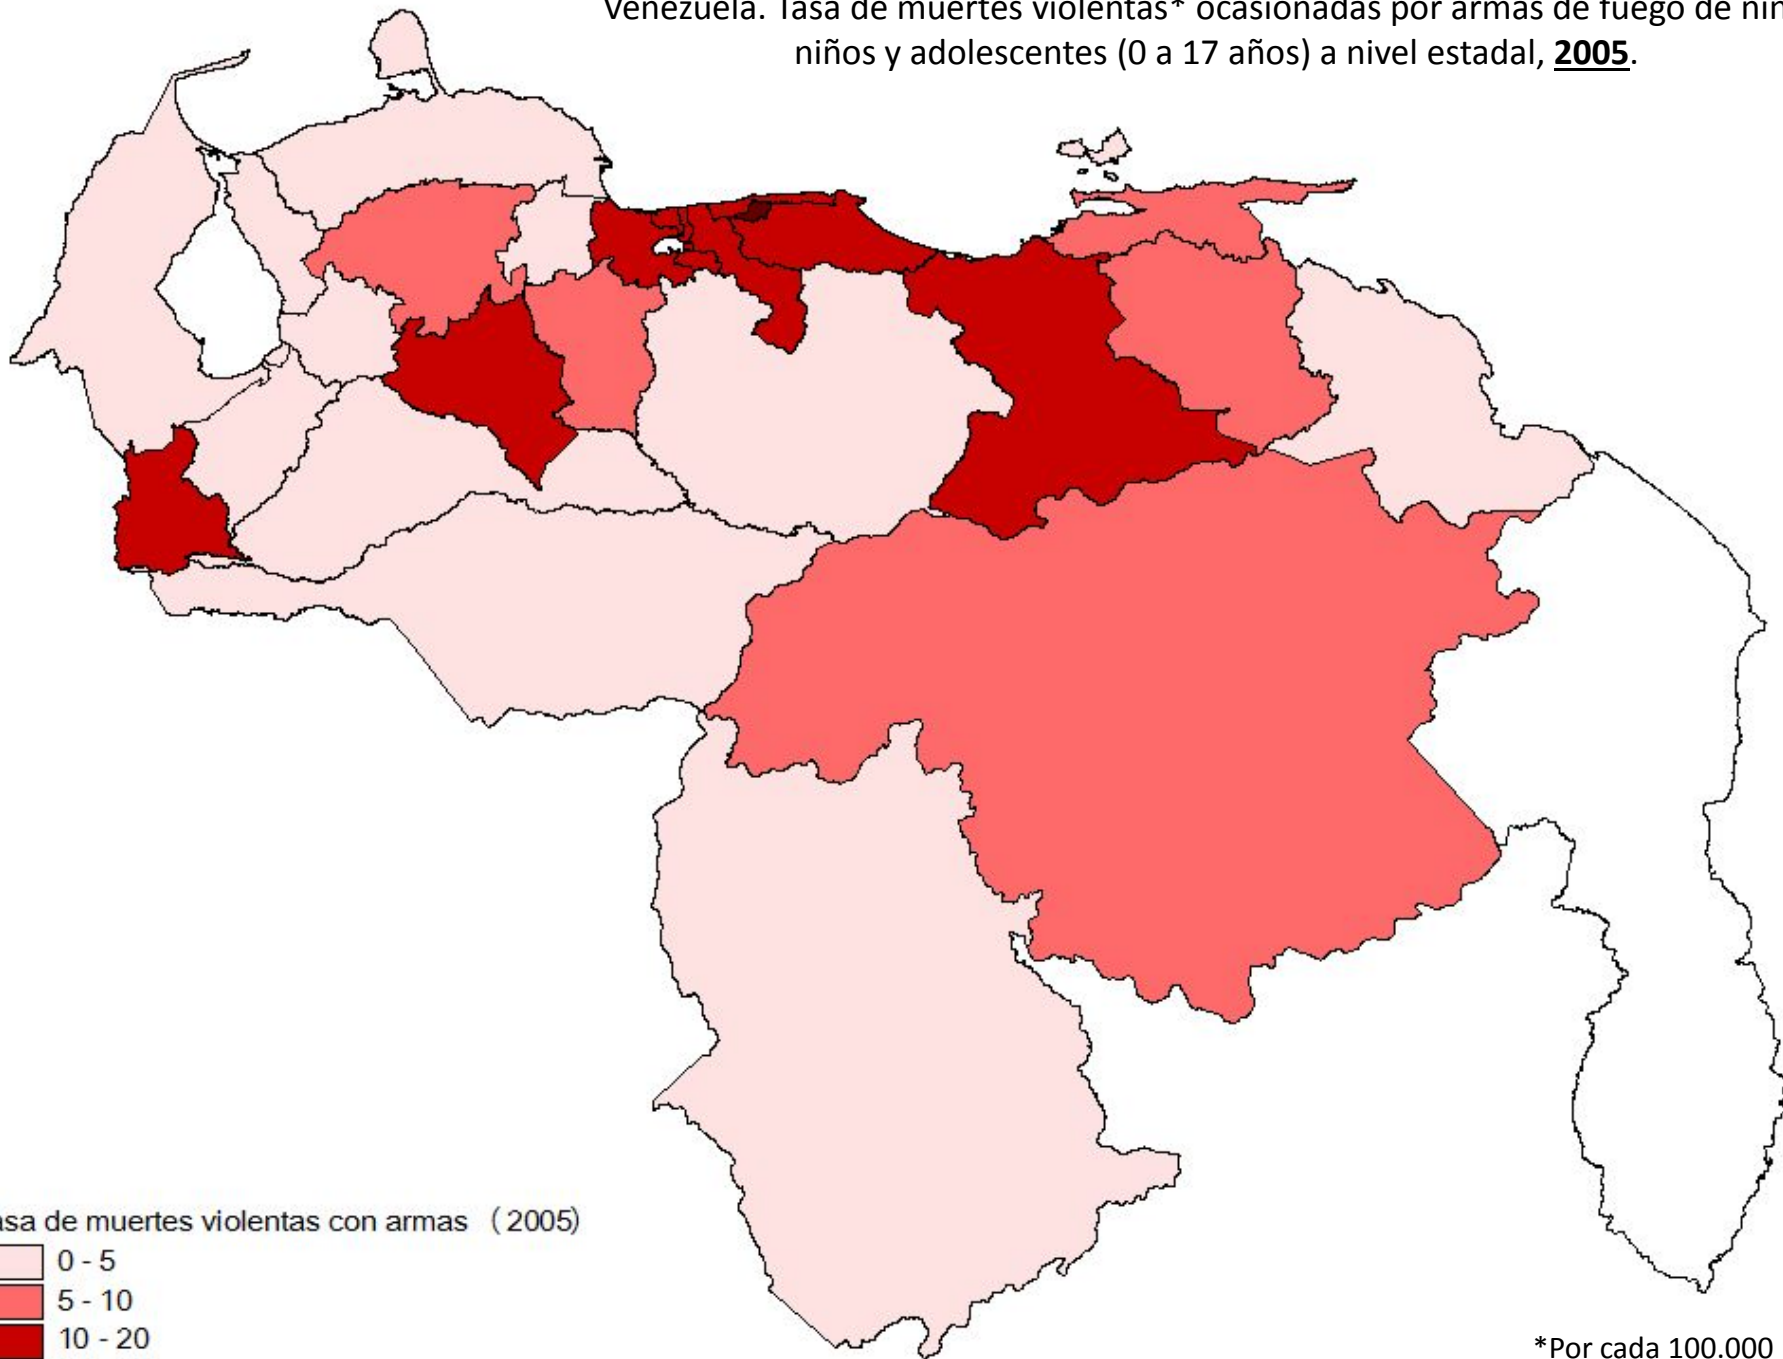 Venezuela. Tasa de muertes violentas* ocasionadas por armas de fuego de
niños y adolescentes (0 a 17 años) a nivel estadal, 2005.
de muertes violentas con armas (2005)
0 - 5
5 - 10
10 - 20
*Por cada 100.000